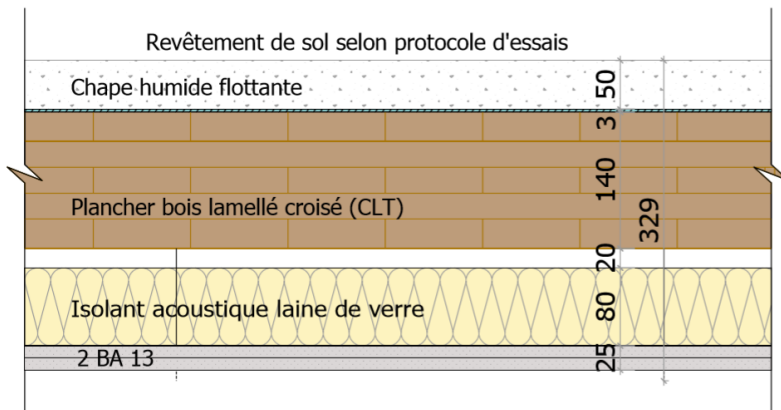 Revêtement de sol selon protocole d'essais
Chape humide flottante
50
3
Plancher bois lamellé croisé (CLT)
140
329
20
Isolant acoustique laine de verre
80
2 BA 13
25